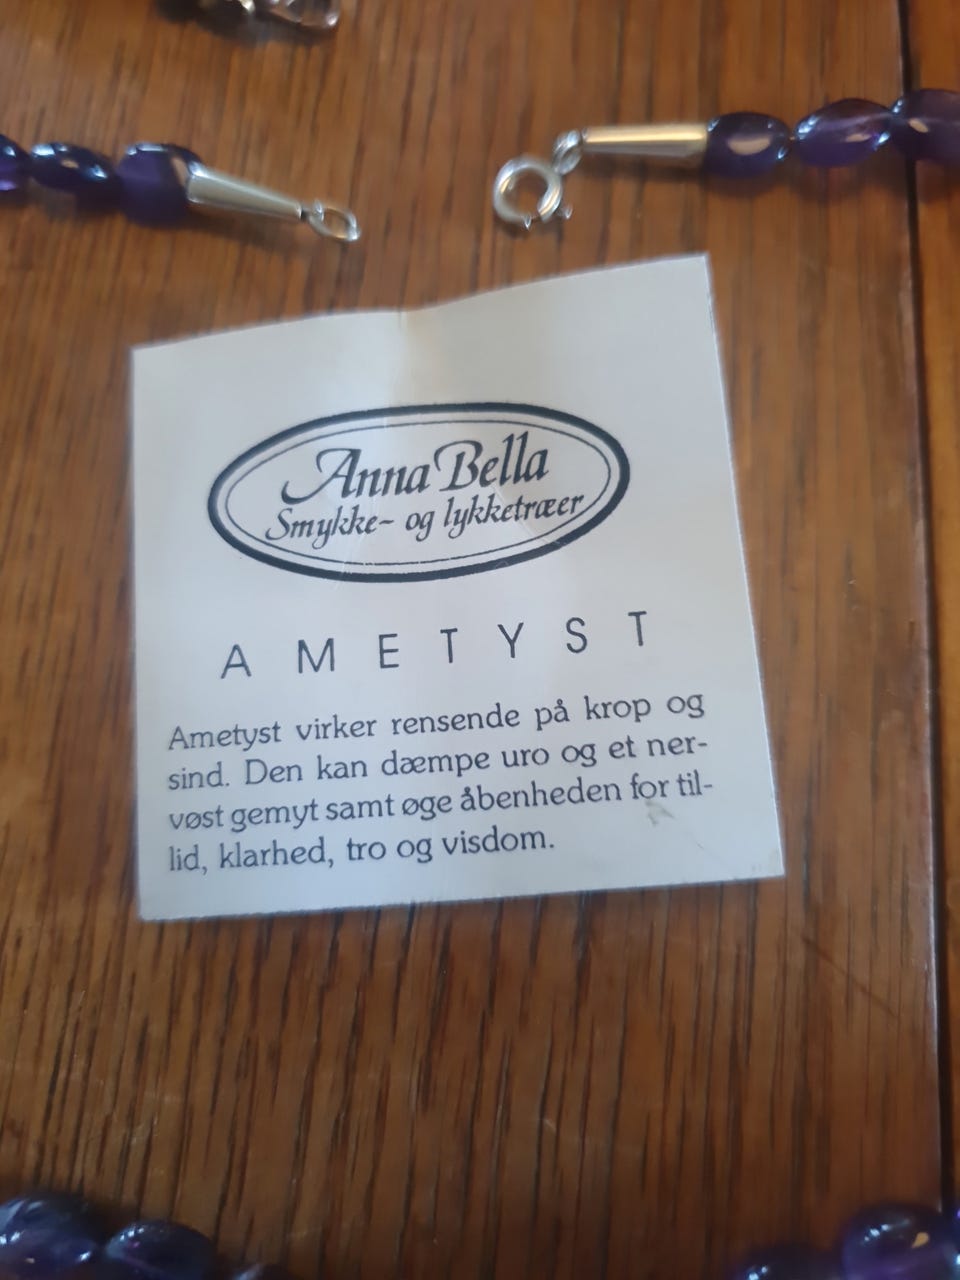 Anna Bella
Smykke- og lykketræer
AMETYST
Ametyst virker rensende på krop og
sind. Den kan dæmpe uro og et ner-
vøst gemyt samt øge åbenheden for til-
lid, klarhed, tro og visdom.